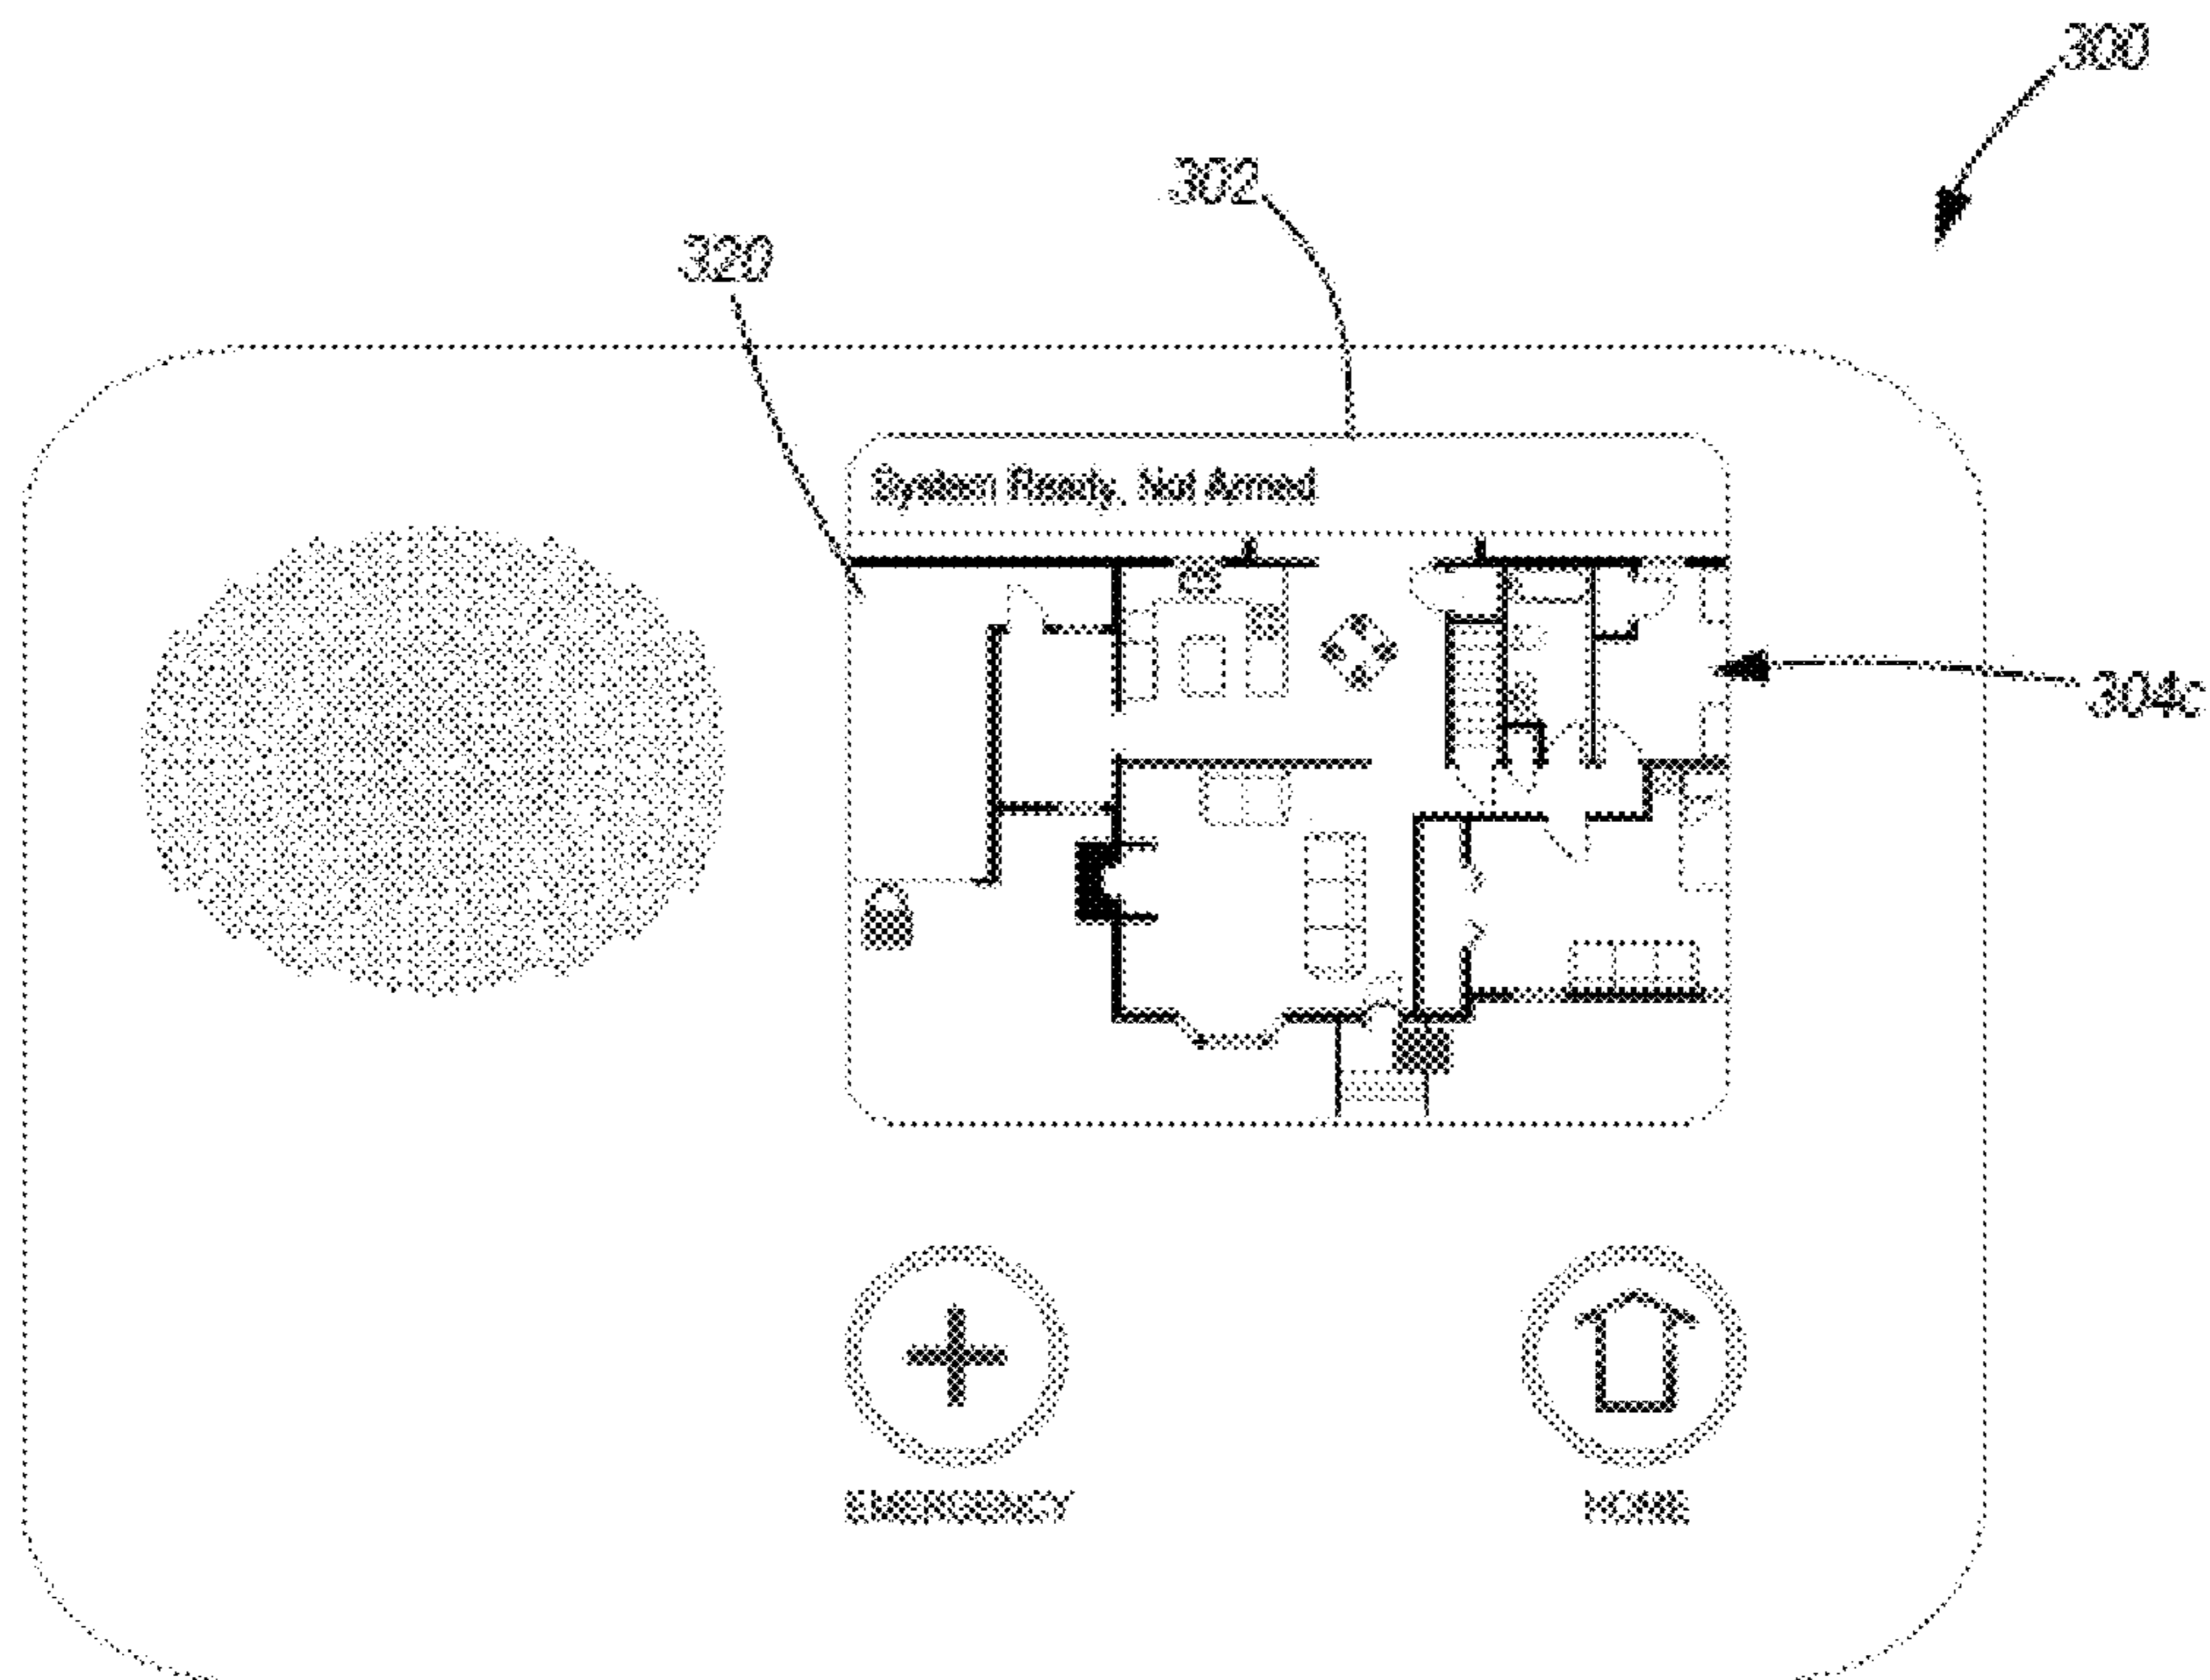 300
302
320
System Ready, Not Armed
304c
EMERGENCY
HOME